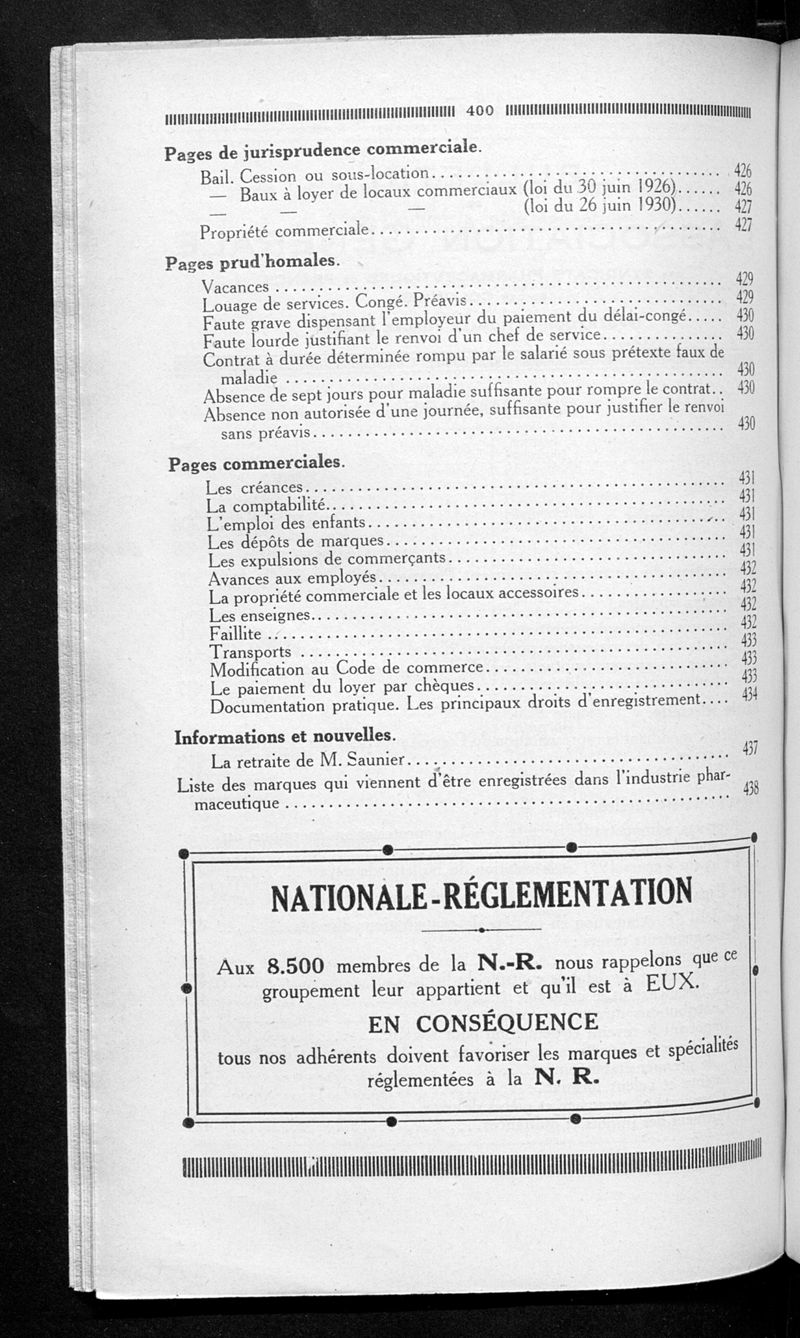 400
Pages de jurisprudence commerciale.
Bail. Cession ou sous-location........ 426
— Baux à loyer de locaux commerciaux (loi du 30 juin 1926)...... 426
— — — (loi du 26 juin 1930)...... 427
Propriété commerciale........ 427
Pages prud'homales.
Vacances ........ 429
Louage de services. Congé. Préavis........ 429
Faute grave dispensant l'employeur du paiement du délai-congé..... 430
Faute lourde justifiant le renvoi d'un chef de service........ 430
Contrat à durée déterminée rompu par le salarié sous prétexte faux de
maladie ........ 430
Absence de sept jours pour maladie suffisante pour rompre le contrat.. 430
Absence non autorisée d'une journée, suffisante pour justifier le renvoi
sans préavis........ 430
Pages commerciales.
Les créances........ 431
La comptabilité........ 431
L'emploi des enfants........ 431
Les dépôts de marques........ 431
Les expulsions de commerçants........ 431
Avances aux employés........ 432
La propriété commerciale et les locaux accessoires........ 432
Les enseignes........ 432
Faillite ........ 432
Transports ........ 433
Modification au Code de commerce........ 433
Le paiement du loyer par chèques........ 433
Documentation pratique. Les principaux droits d'enregistrement.... 434
Informations et nouvelles.
La retraite de M. Saunier........ 437
Liste des marques qui viennent d'être enregistrées dans l'industrie phar-
maceutique ........ 438
NATIONALE-RÉGLEMENTATION
Aux 8.500 membres de la N.-R. nous rappelons que ce
groupement leur appartient et qu'il est à EUX.
EN CONSÉQUENCE
tous nos adhérents doivent favoriser les marques et spécialités
réglementées à la N. R.